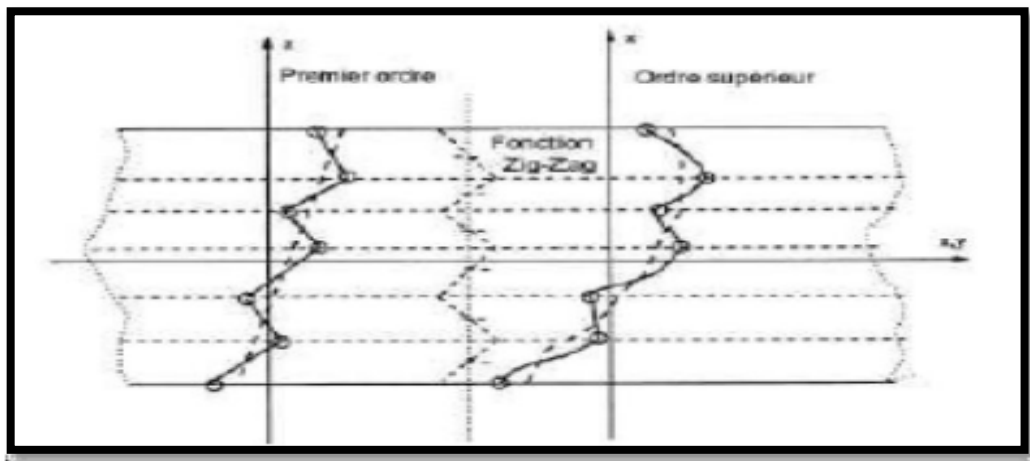 z
Premier ordre
Ordre supérieur
Fonction
Zig-Zag
x,y